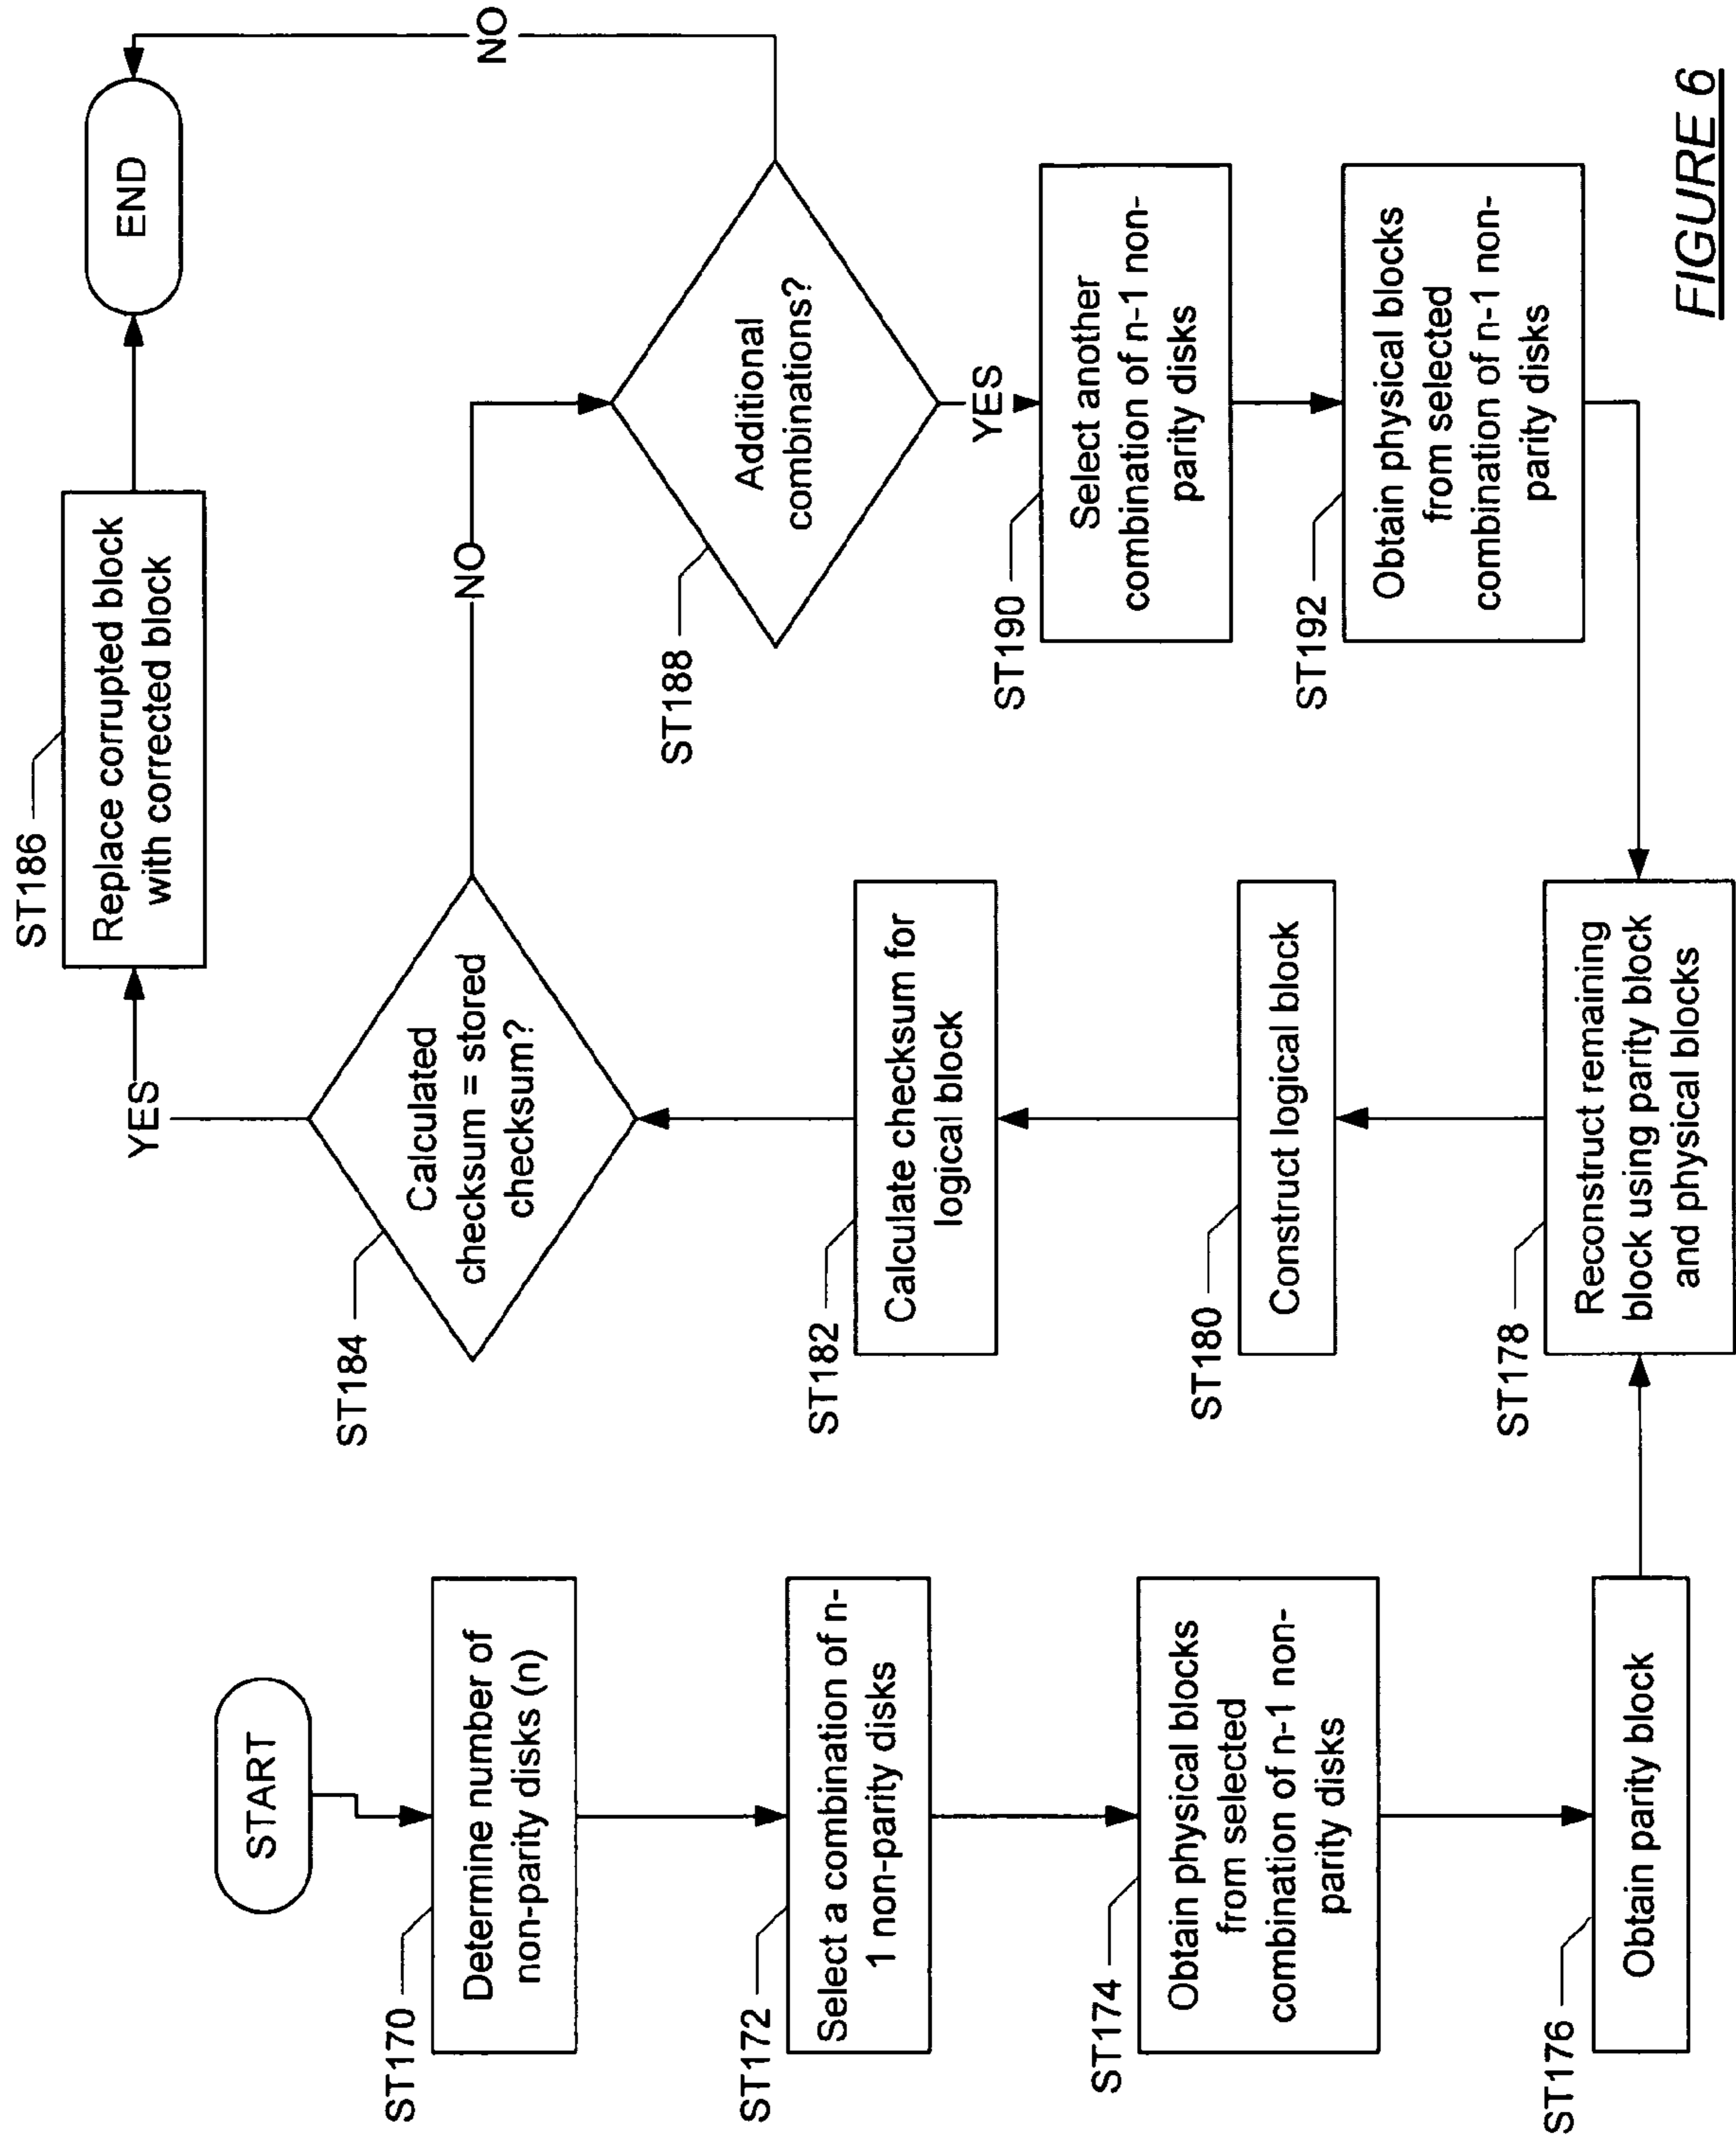 START
ST170
Determine number of
non-parity disks (n)
ST172
Select a combination of n-
1 non-parity disks
ST174
Obtain physical blocks
from selected
combination of n-1 non-
parity disks
ST176
Obtain parity block
ST178
Reconstruct remaining
block using parity block
and physical blocks
ST180
Construct logical block
ST182
Calculate checksum for
logical block
ST184
Calculated
checksum = stored
checksum?
YES
NO
ST186
Replace corrupted block
with corrected block
END
ST188
Additional
combinations?
NO
YES
ST190
Select another
combination of n-1 non-
parity disks
ST192
Obtain physical blocks
from selected
combination of n-1 non-
parity disks
FIGURE 6